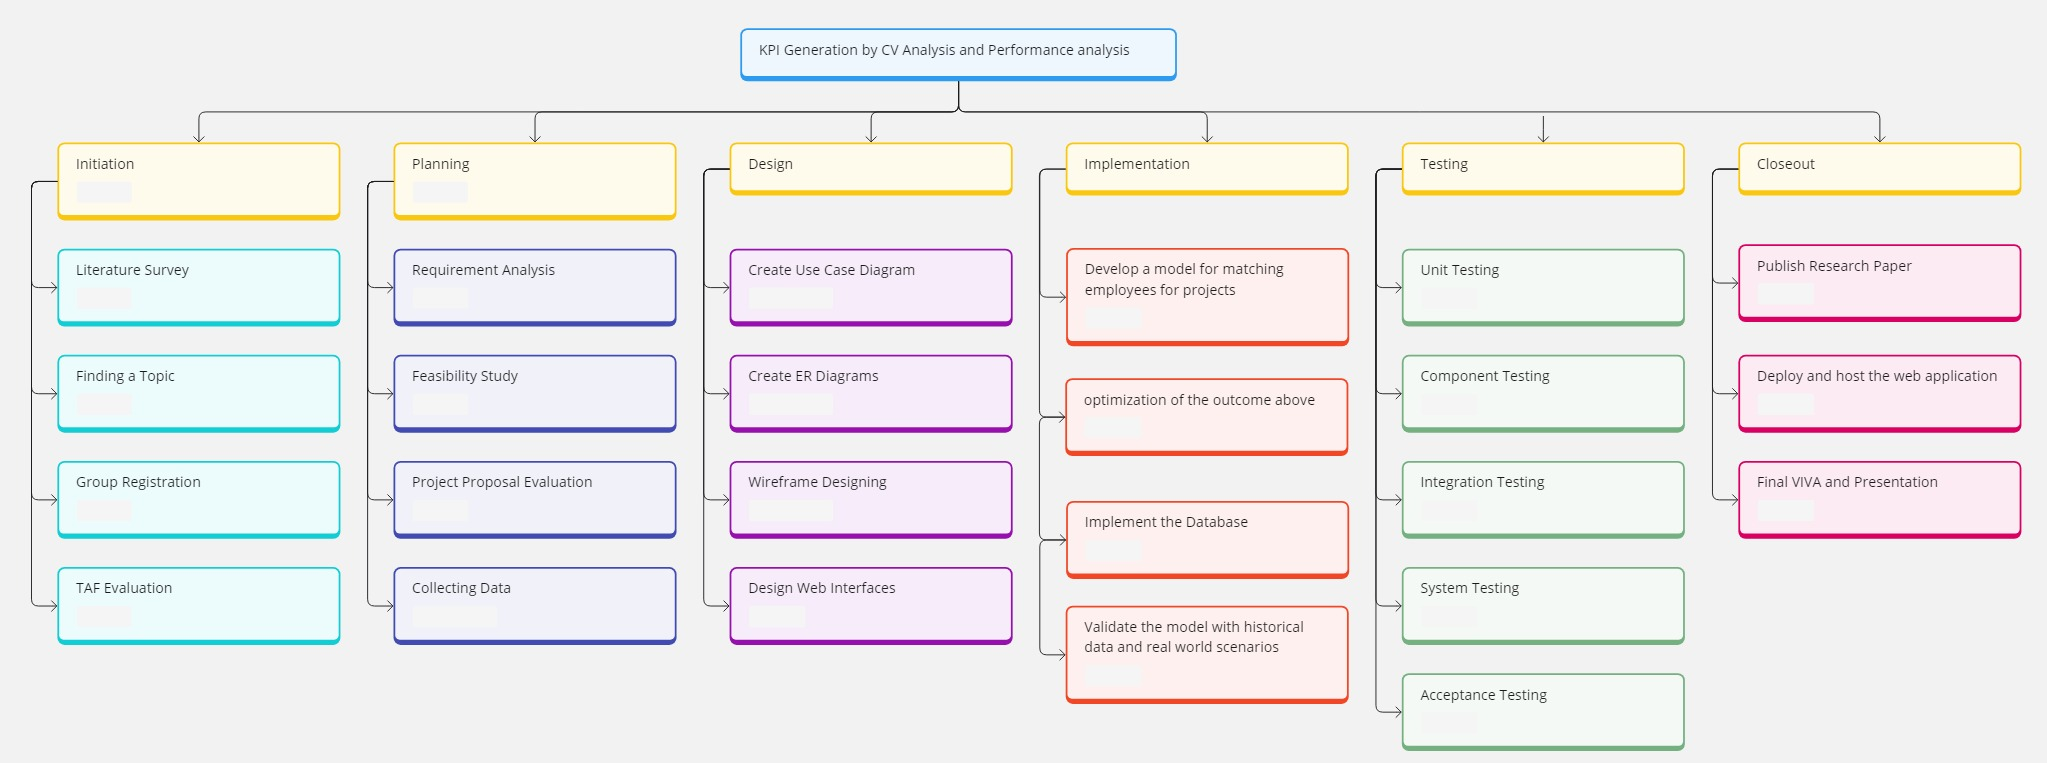 KPI Generation by CV Analysis and Performance analysis
Initiation
Literature Survey
Finding a Topic
Group Registration
TAF Evaluation
Planning
Requirement Analysis
Feasibility Study
Project Proposal Evaluation
Collecting Data
Design
Create Use Case Diagram
Create ER Diagrams
Wireframe Designing
Design Web Interfaces
Implementation
Develop a model for matching
employees for projects
optimization of the outcome above
Implement the Database
Validate the model with historical
data and real world scenarios
Testing
Unit Testing
Component Testing
Integration Testing
System Testing
Acceptance Testing
Closeout
Publish Research Paper
Deploy and host the web application
Final VIVA and Presentation